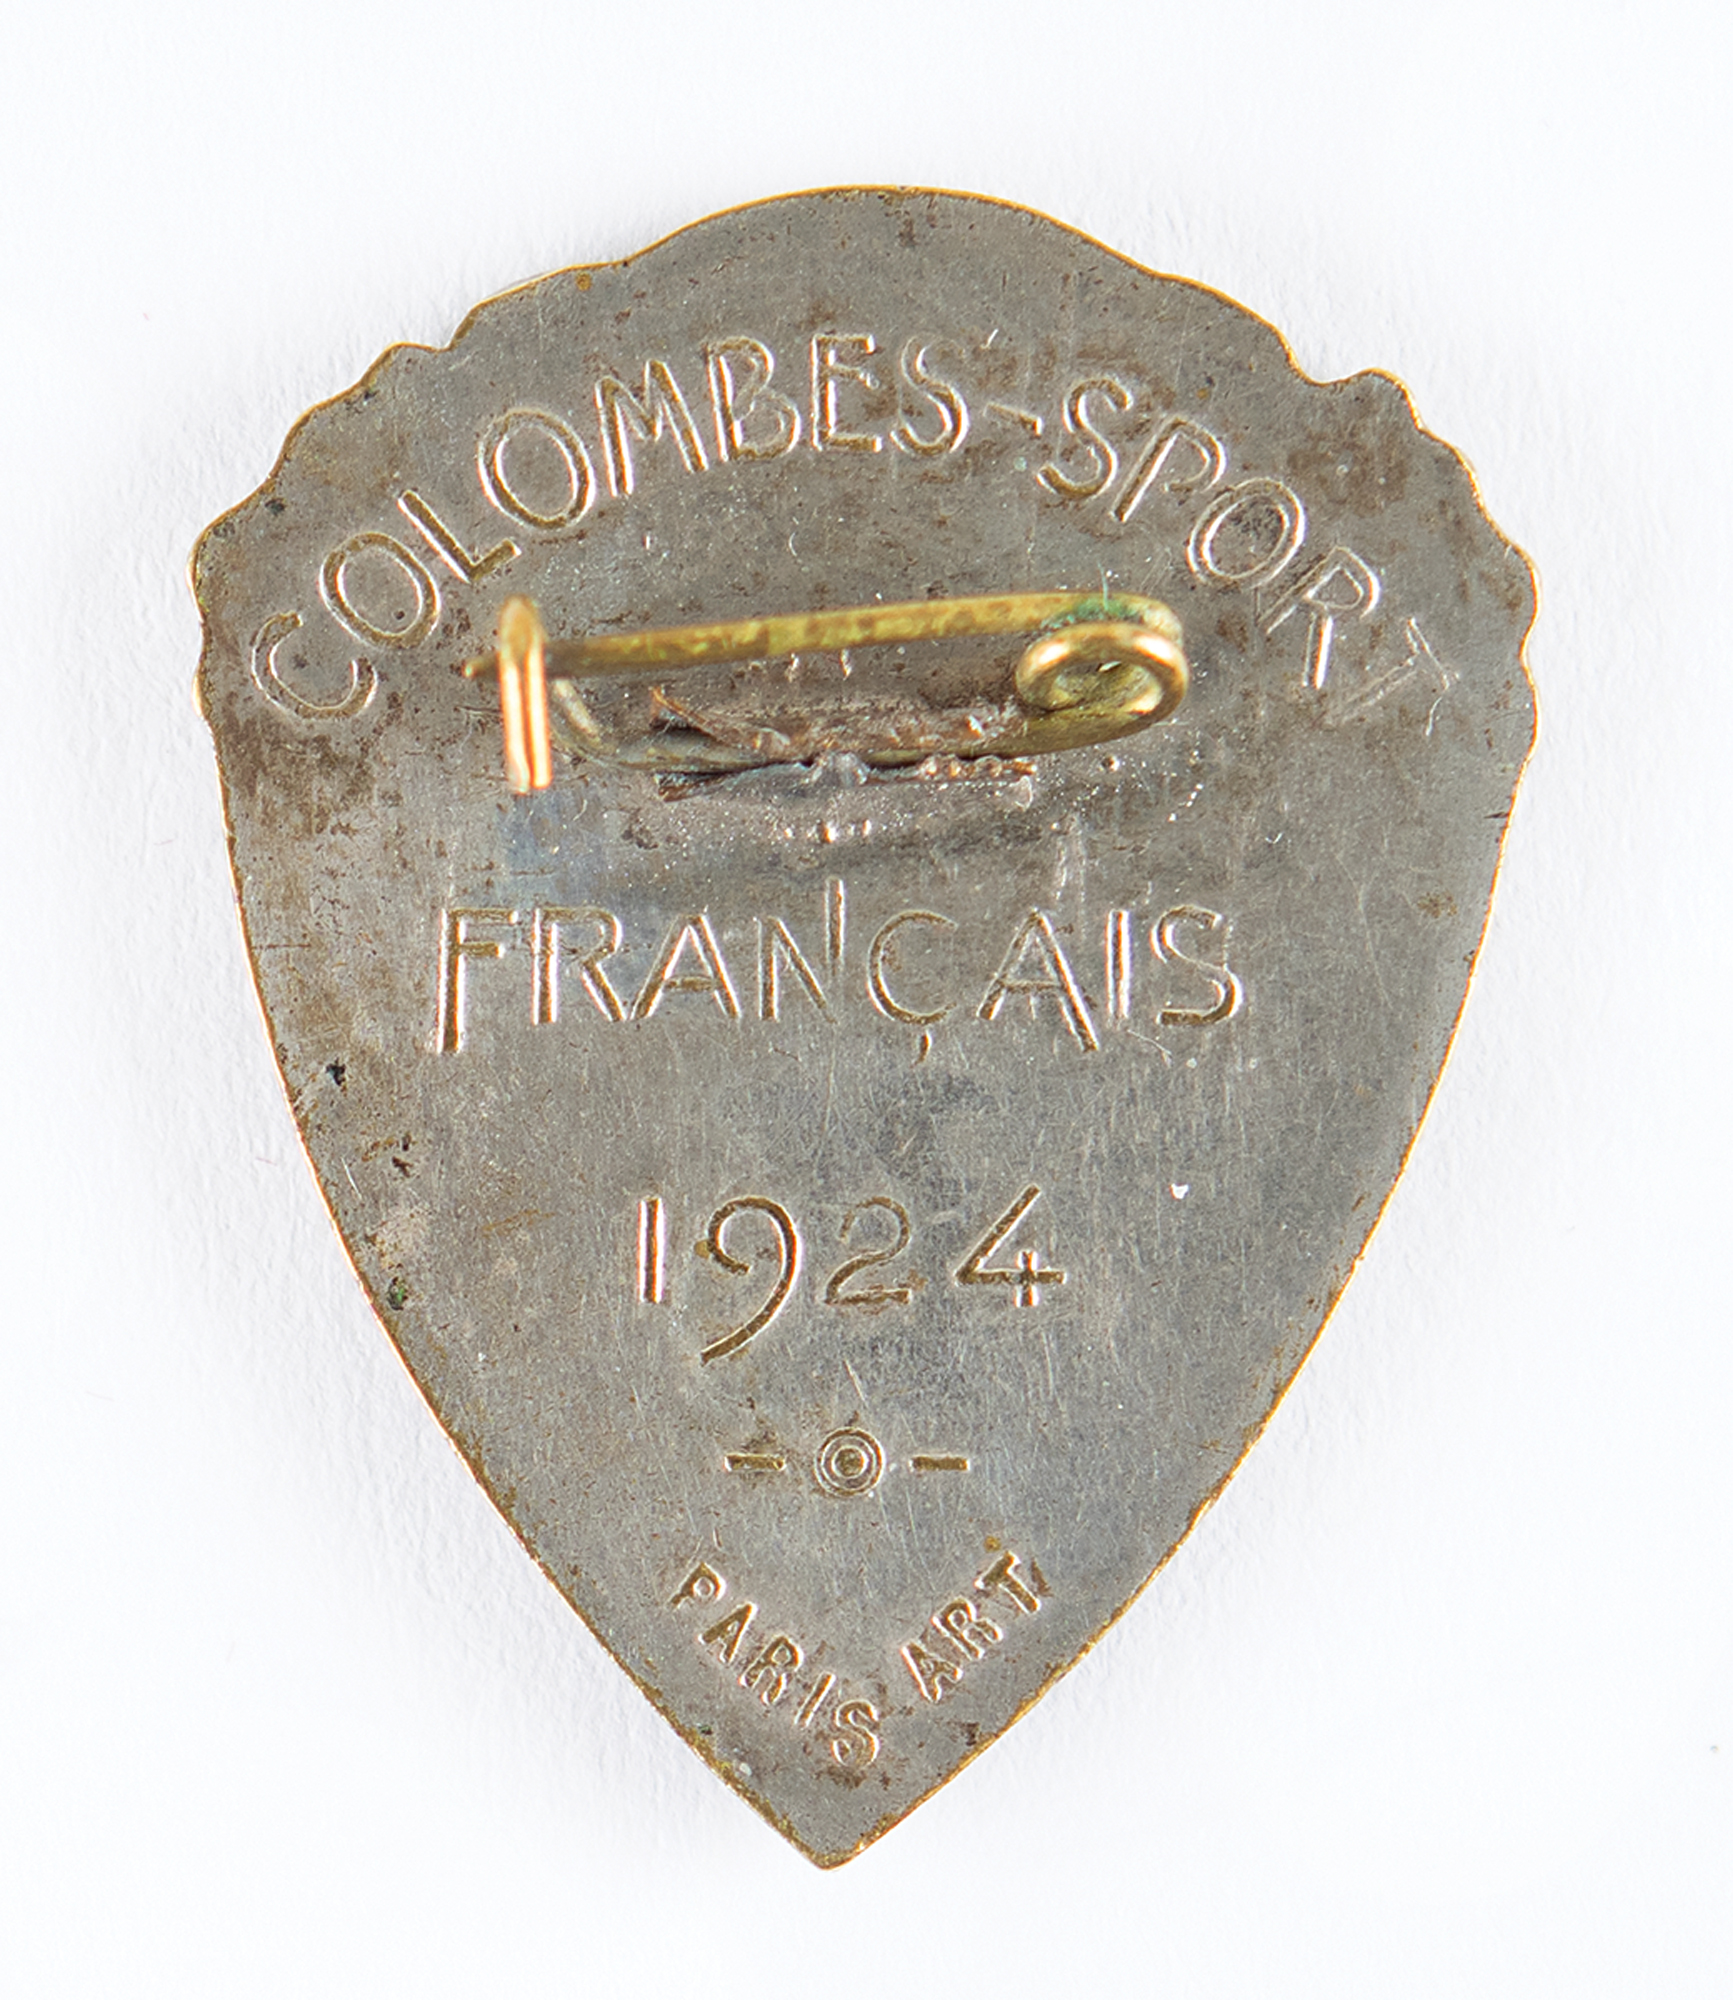 COLOMBES-SPORT
FRANÇAIS
1924
PARIS ART